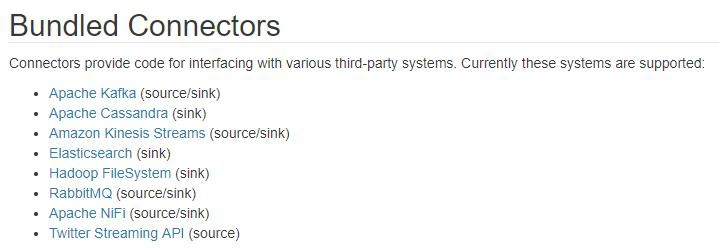 Bundled Connectors
Connectors provide code for interfacing with various third-party systems. Currently these systems are supported:
• Apache Kafka (source/sink)
• Apache Cassandra (sink)
• Amazon Kinesis Streams (source/sink)
• Elasticsearch (sink)
• Hadoop FileSystem (sink)
• RabbitMQ (source/sink)
• Apache NiFi (source/sink)
• Twitter Streaming API (source)